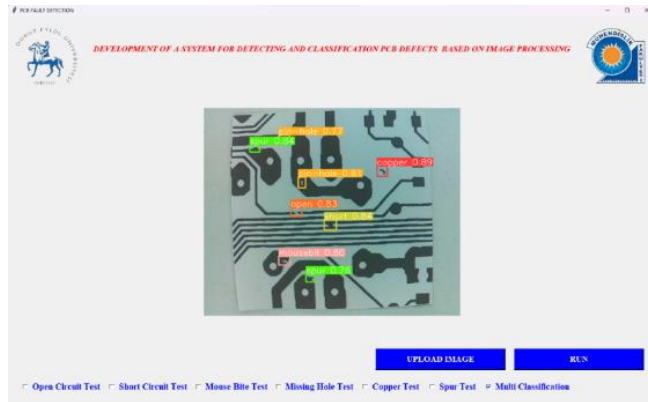 PCB FAULT DETECTION
DEVELOPMENT OF A SYSTEM FOR DETECTING AND CLASSIFICATION PCB DEFECTS BASED ON IMAGE PROCESSING
pin-hole 0.77
spur 0.84
copper 0.89
pin-hole 0.81
open 0.83
short 0.84
mousebit 0.80
spur 0.78
UPLOAD IMAGE
RUN
Open Circuit Test
Short Circuit Test
Mouse Bite Test
Missing Hole Test
Copper Test
Spur Test
Multi Classification